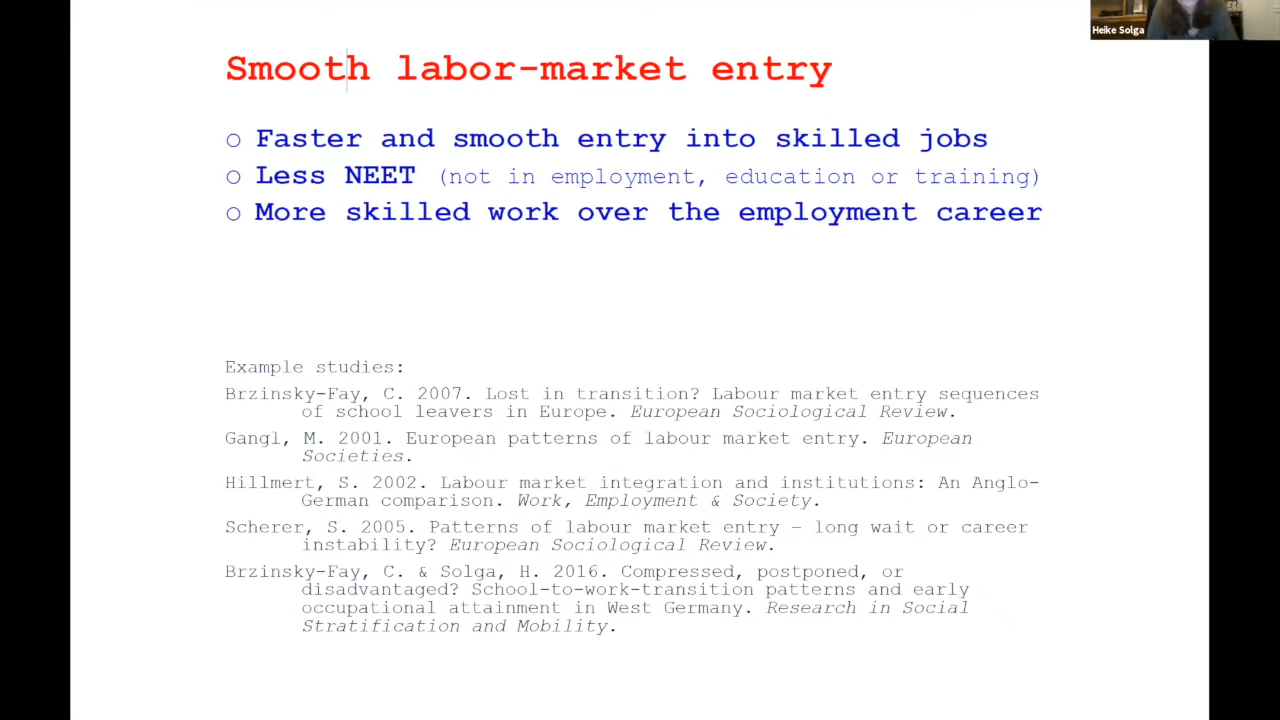 Heike Solga
Smooth labor-market entry
○ Faster and smooth entry into skilled jobs
○ Less NEET (not in employment, education or training)
○ More skilled work over the employment career
Example studies:
Brzinsky-Fay, C. 2007. Lost in transition? Labour market entry sequences
of school leavers in Europe. European Sociological Review.
Gangl, M. 2001. European patterns of labour market entry. European
Societies.
Hillmert, S. 2002. Labour market integration and institutions: An Anglo-
German comparison. Work, Employment & Society.
Scherer, S. 2005. Patterns of labour market entry – long wait or career
instability? European Sociological Review.
Brzinsky-Fay, C. & Solga, H. 2016. Compressed, postponed, or
disadvantaged? School-to-work-transition patterns and early
occupational attainment in West Germany. Research in Social
Stratification and Mobility.